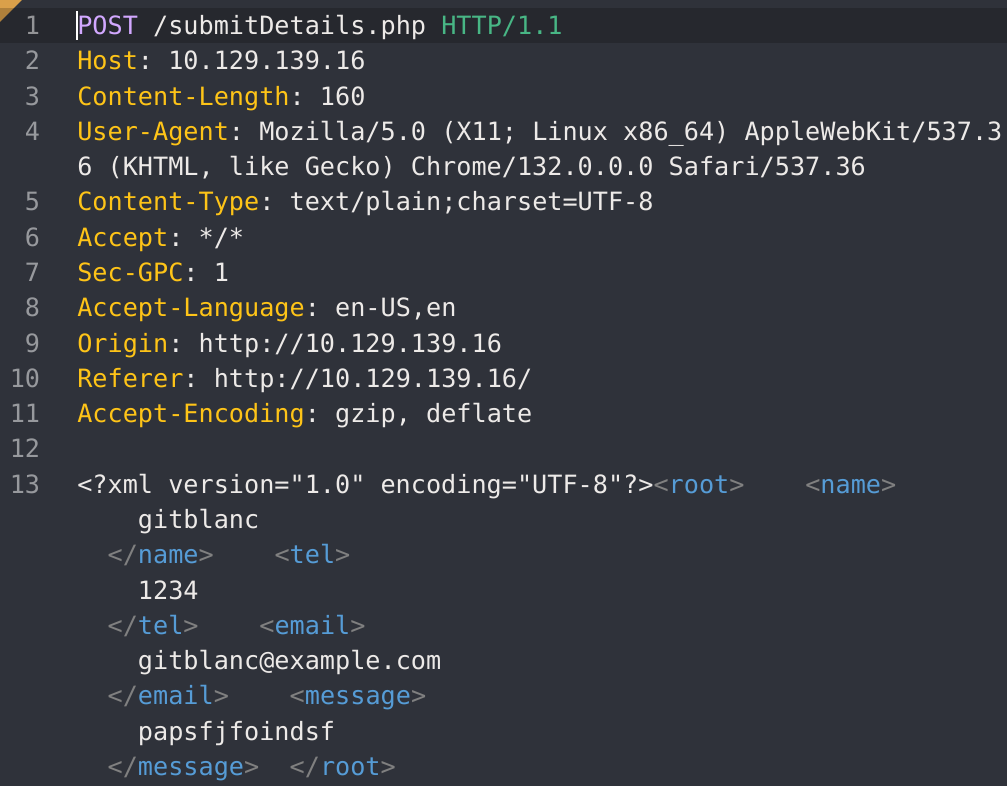 1 POST /submitDetails.php HTTP/1.1
2 Host: 10.129.139.16
3 Content-Length: 160
4 User-Agent: Mozilla/5.0 (X11; Linux x86_64) AppleWebKit/537.3
6 (KHTML, like Gecko) Chrome/132.0.0.0 Safari/537.36
5 Content-Type: text/plain;charset=UTF-8
6 Accept: */*
7 Sec-GPC: 1
8 Accept-Language: en-US,en
9 Origin: http://10.129.139.16
10 Referer: http://10.129.139.16/
11 Accept-Encoding: gzip, deflate
12
13 <?xml version="1.0" encoding="UTF-8"?><root>    <name>
gitblanc
</name>    <tel>
1234
</tel>    <email>
gitblanc@example.com
</email>    <message>
papsfjfoindsf
</message>  </root>